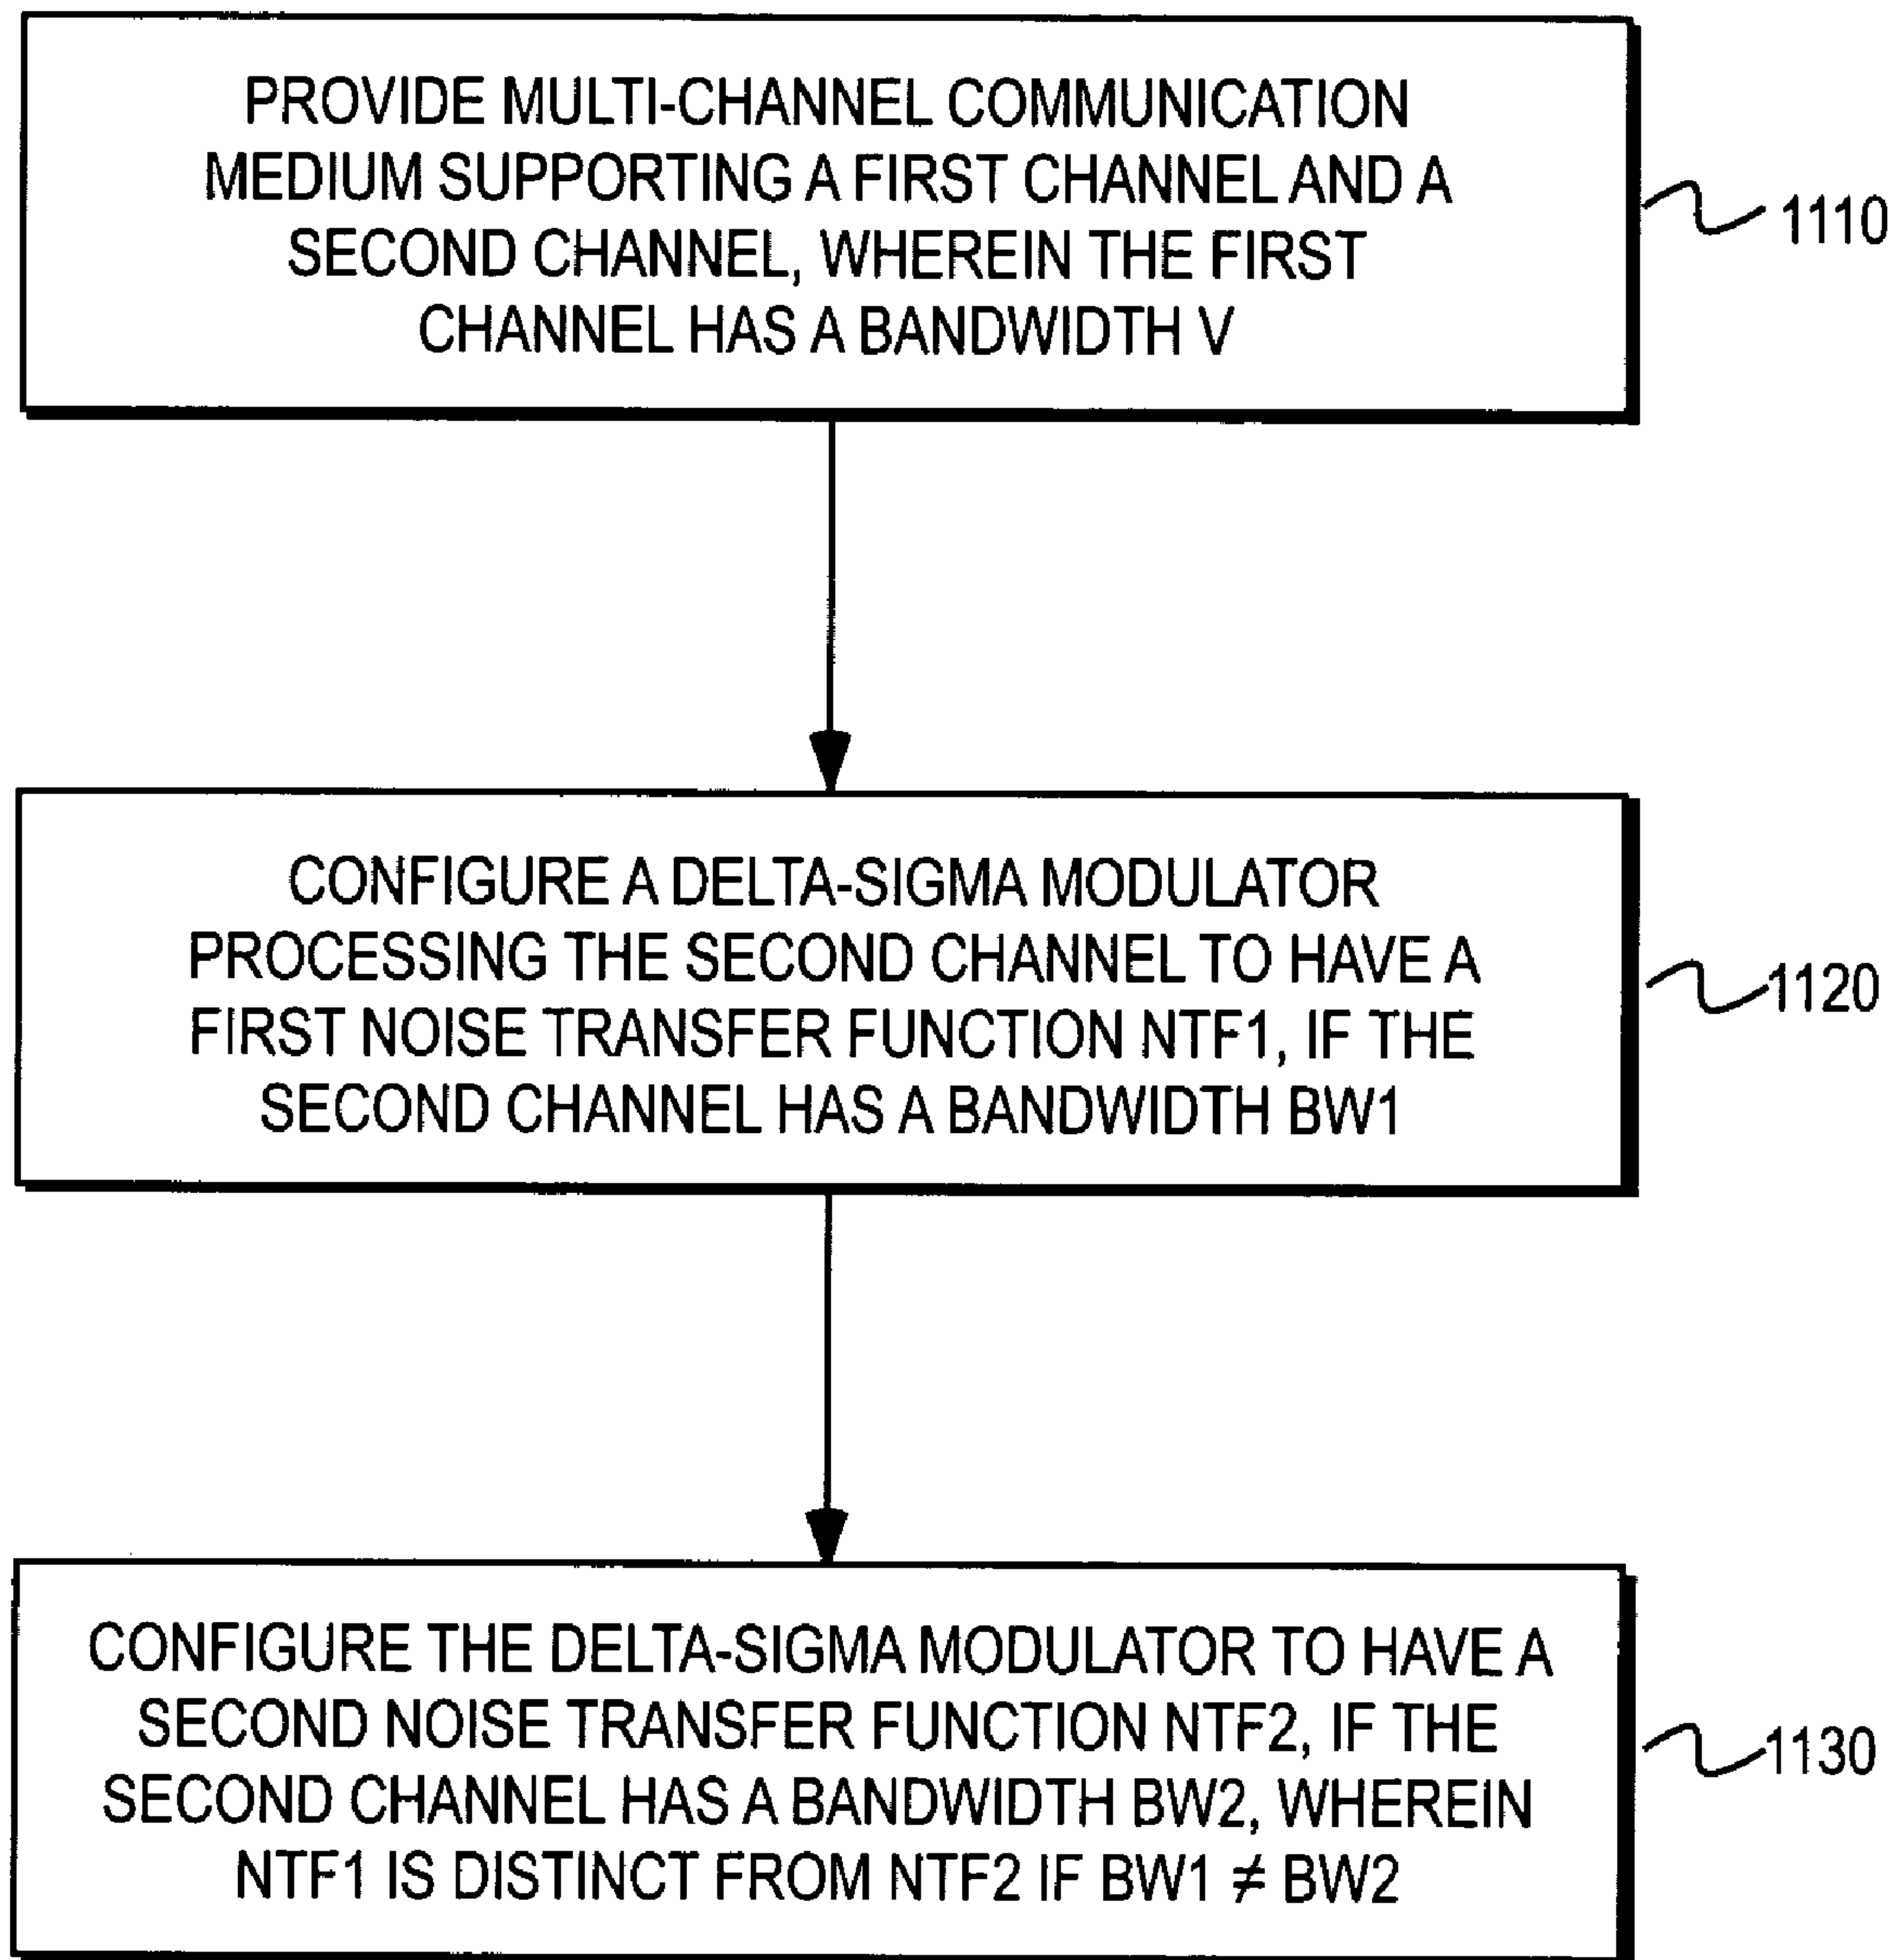 PROVIDE MULTI-CHANNEL COMMUNICATION
MEDIUM SUPPORTING A FIRST CHANNEL AND A
SECOND CHANNEL, WHEREIN THE FIRST
CHANNEL HAS A BANDWIDTH V
1110
CONFIGURE A DELTA-SIGMA MODULATOR
PROCESSING THE SECOND CHANNEL TO HAVE A
FIRST NOISE TRANSFER FUNCTION NTF1, IF THE
SECOND CHANNEL HAS A BANDWIDTH BW1
1120
CONFIGURE THE DELTA-SIGMA MODULATOR TO HAVE A
SECOND NOISE TRANSFER FUNCTION NTF2, IF THE
SECOND CHANNEL HAS A BANDWIDTH BW2, WHEREIN
NTF1 IS DISTINCT FROM NTF2 IF BW1 ≠ BW2
1130